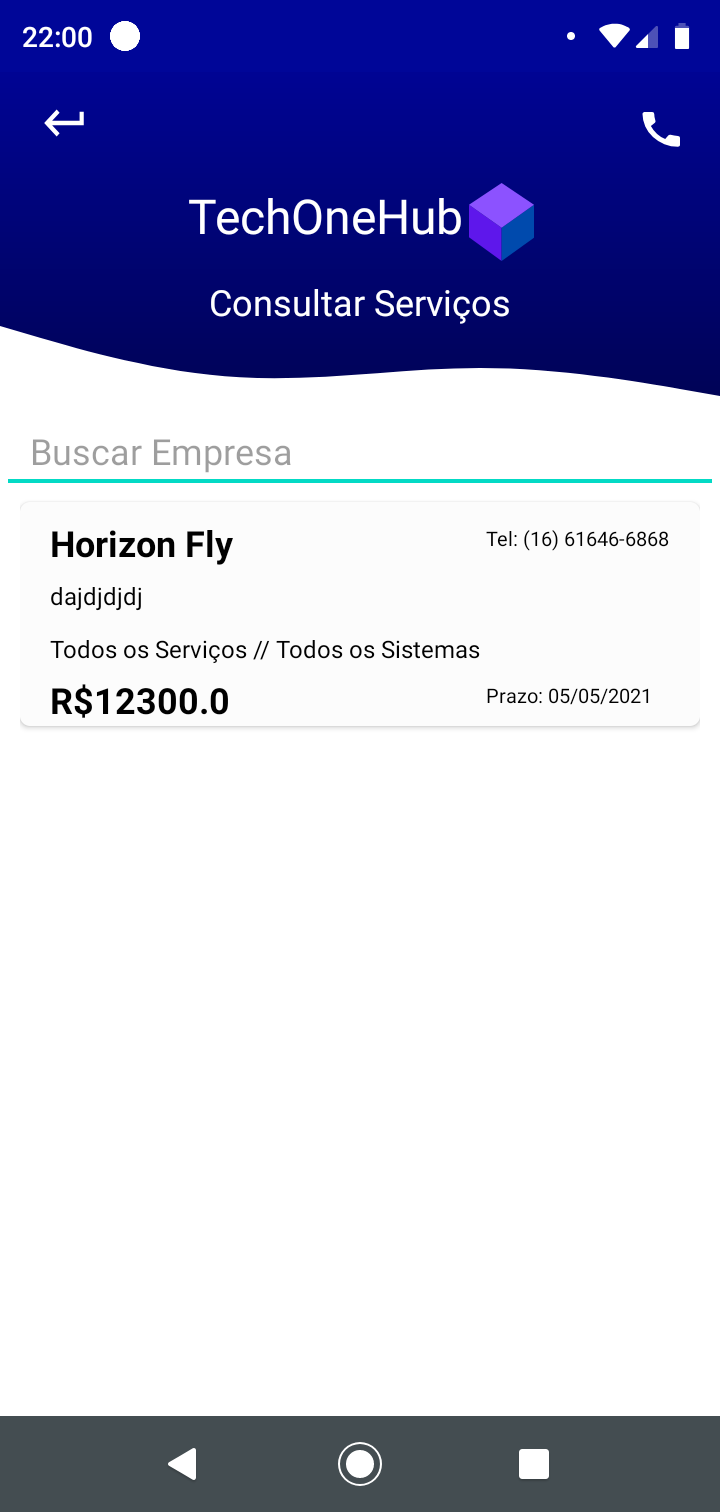 22:00
TechOneHub
Consultar Serviços
Buscar Empresa
Horizon Fly
Tel: (16) 61646-6868
dajdjdjdj
Todos os Serviços // Todos os Sistemas
R$12300.0
Prazo: 05/05/2021